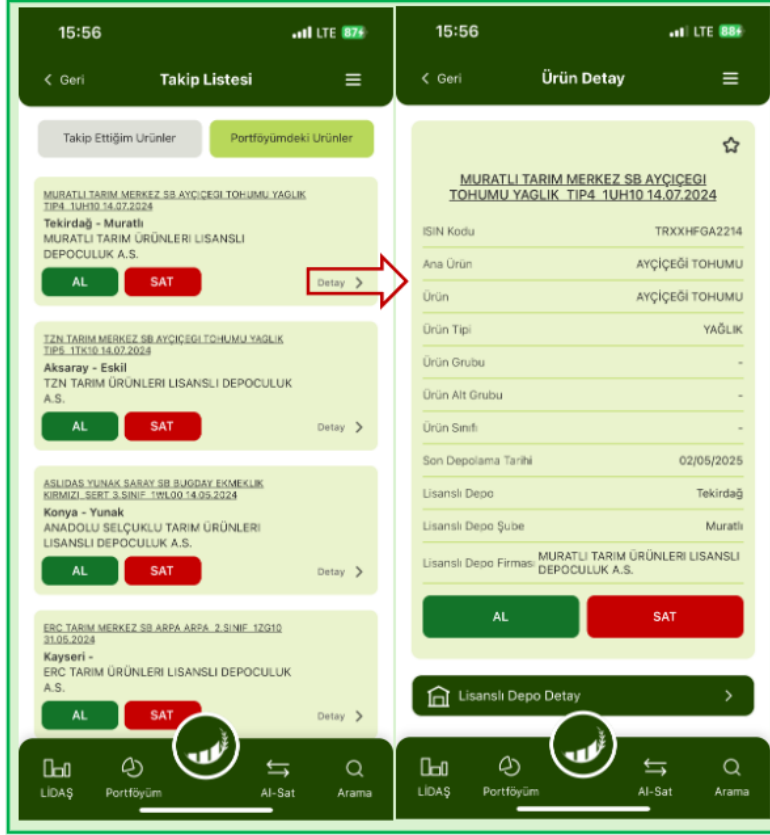 15:56
LTE 87
Geri
Takip Listesi
Takip Ettiğim Urünler
Portföyümdeki Urünler
MURATLI TARIM MERKEZ SB AYCICEGI TOHUMU YAGLIK
TIP4 1UH10 14.07.2024
Tekirdağ - Muratlı
MURATLI TARIM ÜRÜNLERI LISANSLI
DEPOCULUK A.S.
AL
SAT
Detay
TZN TARIM MERKEZ SB AYCICEGI TOHUMU YAGLIK
TIP5 1TK10 14.07.2024
Aksaray - Eskil
TZN TARIM ÜRÜNLERI LISANSLI DEPOCULUK
A.S.
AL
SAT
Detay
ASLIDAS YUNAK SARAY SB BUGDAY EKMEKLIK
KIRMIZI SERT 3.SINIF 1WL00 14.05.2024
Konya - Yunak
ANADOLU SELÇUKLU TARIM ÜRÜNLERI
LISANSLI DEPOCULUK A.S.
AL
SAT
Detay
ERC TARIM MERKEZ SB ARPA ARPA 2.SINIF 1ZG10
31.05.2024
Kayseri -
ERC TARIM ÜRÜNLERI LISANSLI DEPOCULUK
A.S.
AL
SAT
Detay
LİDAŞ
Portföyüm
Al-Sat
Arama
15:56
LTE 88
Geri
Ürün Detay
MURATLI TARIM MERKEZ SB AYCICEGI
TOHUMU YAGLIK TIP4 1UH10 14.07.2024
ISIN Kodu TRXXHFGA2214
Ana Ürün AYÇİÇEĞİ TOHUMU
Ürün AYÇİÇEĞİ TOHUMU
Ürün Tipi YAĞLIK
Ürün Grubu -
Ürün Alt Grubu -
Ürün Sınıfı -
Son Depolama Tarihi 02/05/2025
Lisanslı Depo Tekirdağ
Lisanslı Depo Şube Muratlı
Lisanslı Depo Firması MURATLI TARIM ÜRÜNLERI LISANSLI
DEPOCULUK A.S.
AL
SAT
Lisanslı Depo Detay
LİDAŞ
Portföyüm
Al-Sat
Arama